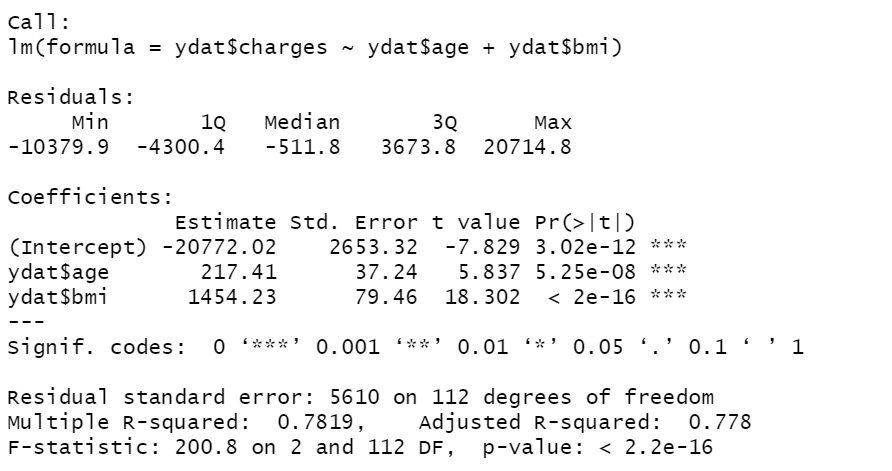 Call:
lm(formula = ydat$charges ~ ydat$age + ydat$bmi)
Residuals:
     Min       1Q   Median       3Q      Max
-10379.9  -4300.4   -511.8   3673.8  20714.8
Coefficients:
             Estimate Std. Error t value Pr(>|t|)
(Intercept) -20772.02    2653.32  -7.829 3.02e-12 ***
ydat$age       217.41      37.24   5.837 5.25e-08 ***
ydat$bmi      1454.23      79.46  18.302  < 2e-16 ***
---
Signif. codes:  0 ‘***’ 0.001 ‘**’ 0.01 ‘*’ 0.05 ‘.’ 0.1 ‘ ’ 1
Residual standard error: 5610 on 112 degrees of freedom
Multiple R-squared:  0.7819,    Adjusted R-squared:  0.778
F-statistic: 200.8 on 2 and 112 DF,  p-value: < 2.2e-16